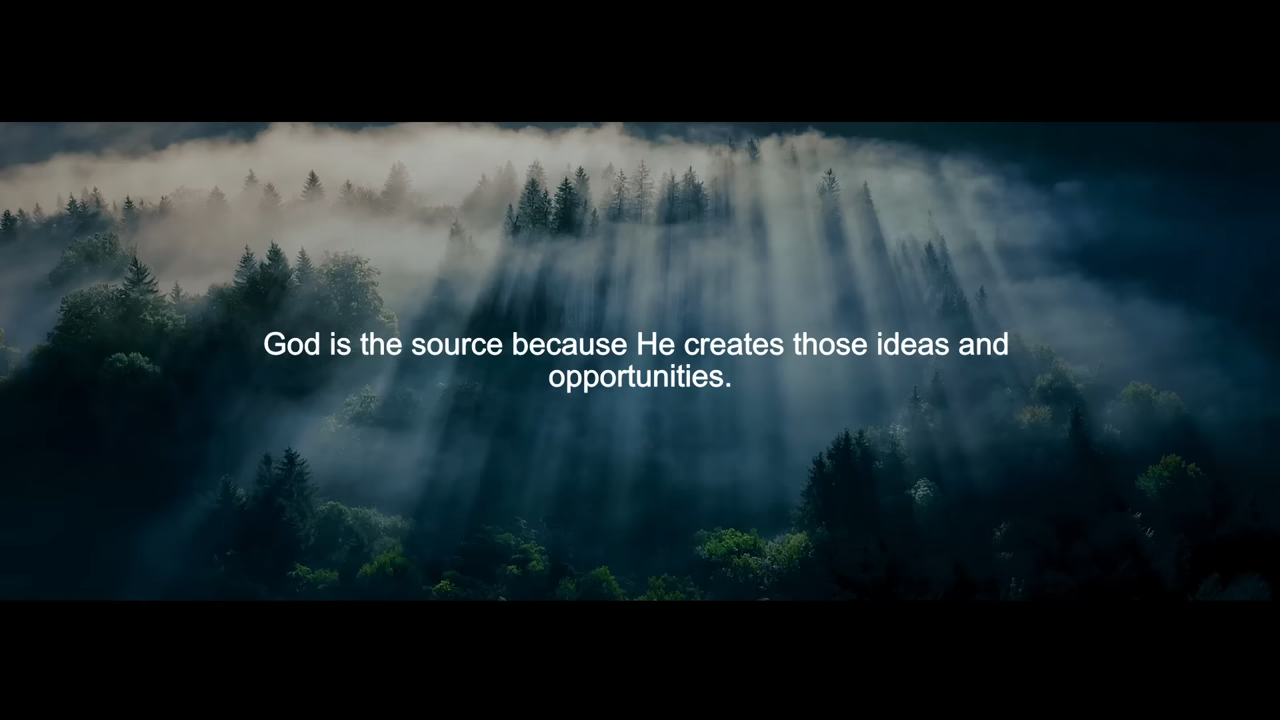 God is the source because He creates those ideas and
opportunities.